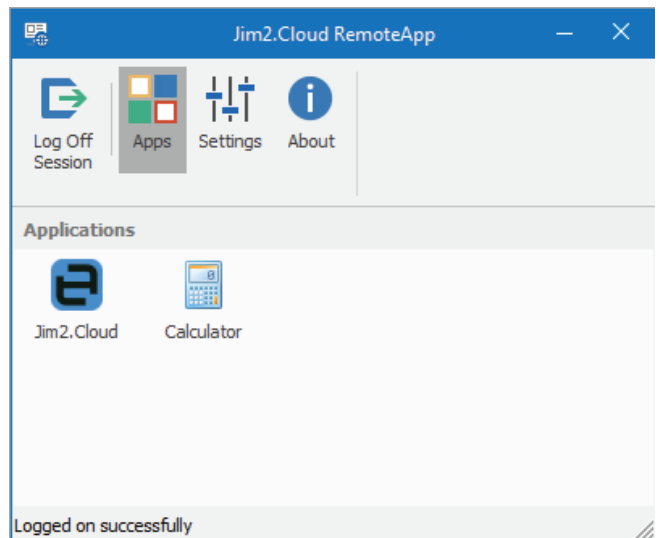 Jim2.Cloud RemoteApp
Log Off
Session
Apps
Settings
About
Applications
Jim2.Cloud
Calculator
Logged on successfully